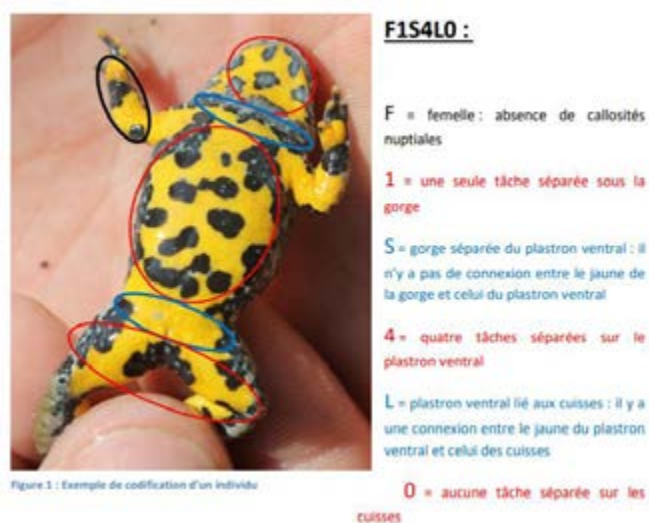 F1S4L0 :
F = femelle : absence de callosités
nuptiales
1 = une seule tâche séparée sous la
gorge
S = gorge séparée du plastron ventral : il
n'y a pas de connexion entre le jaune de
la gorge et celui du plastron ventral
4 = quatre tâches séparées sur le
plastron ventral
L = plastron ventral lié aux cuisses : il y a
une connexion entre le jaune du plastron
ventral et celui des cuisses
0 = aucune tâche séparée sur les
cuisses
Figure 1 : Exemple de codification d'un individu